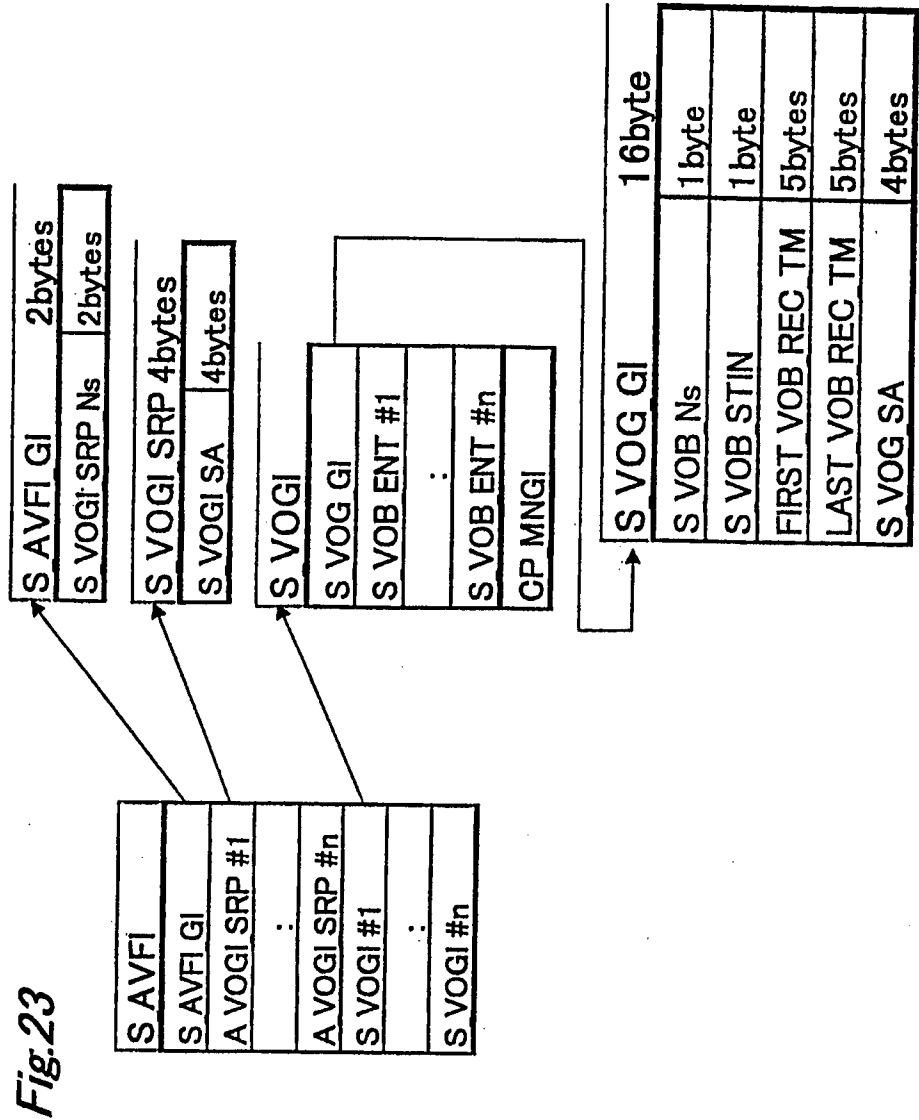 Fig.23
S AVFI
S AVFI GI
A VOGI SRP #1
:
A VOGI SRP #n
S VOGI #1
:
S VOGI #n
S AVFI GI 2bytes
S VOGI SRP Ns 2bytes
S VOGI SRP 4bytes
S VOGI SA 4bytes
S VOGI
S VOG GI
S VOB ENT #1
:
S VOB ENT #n
CP MNGI
S VOG GI 16byte
S VOB Ns 1byte
S VOB STIN 1byte
FIRST VOB REC TM 5bytes
LAST VOB REC TM 5bytes
S VOG SA 4bytes